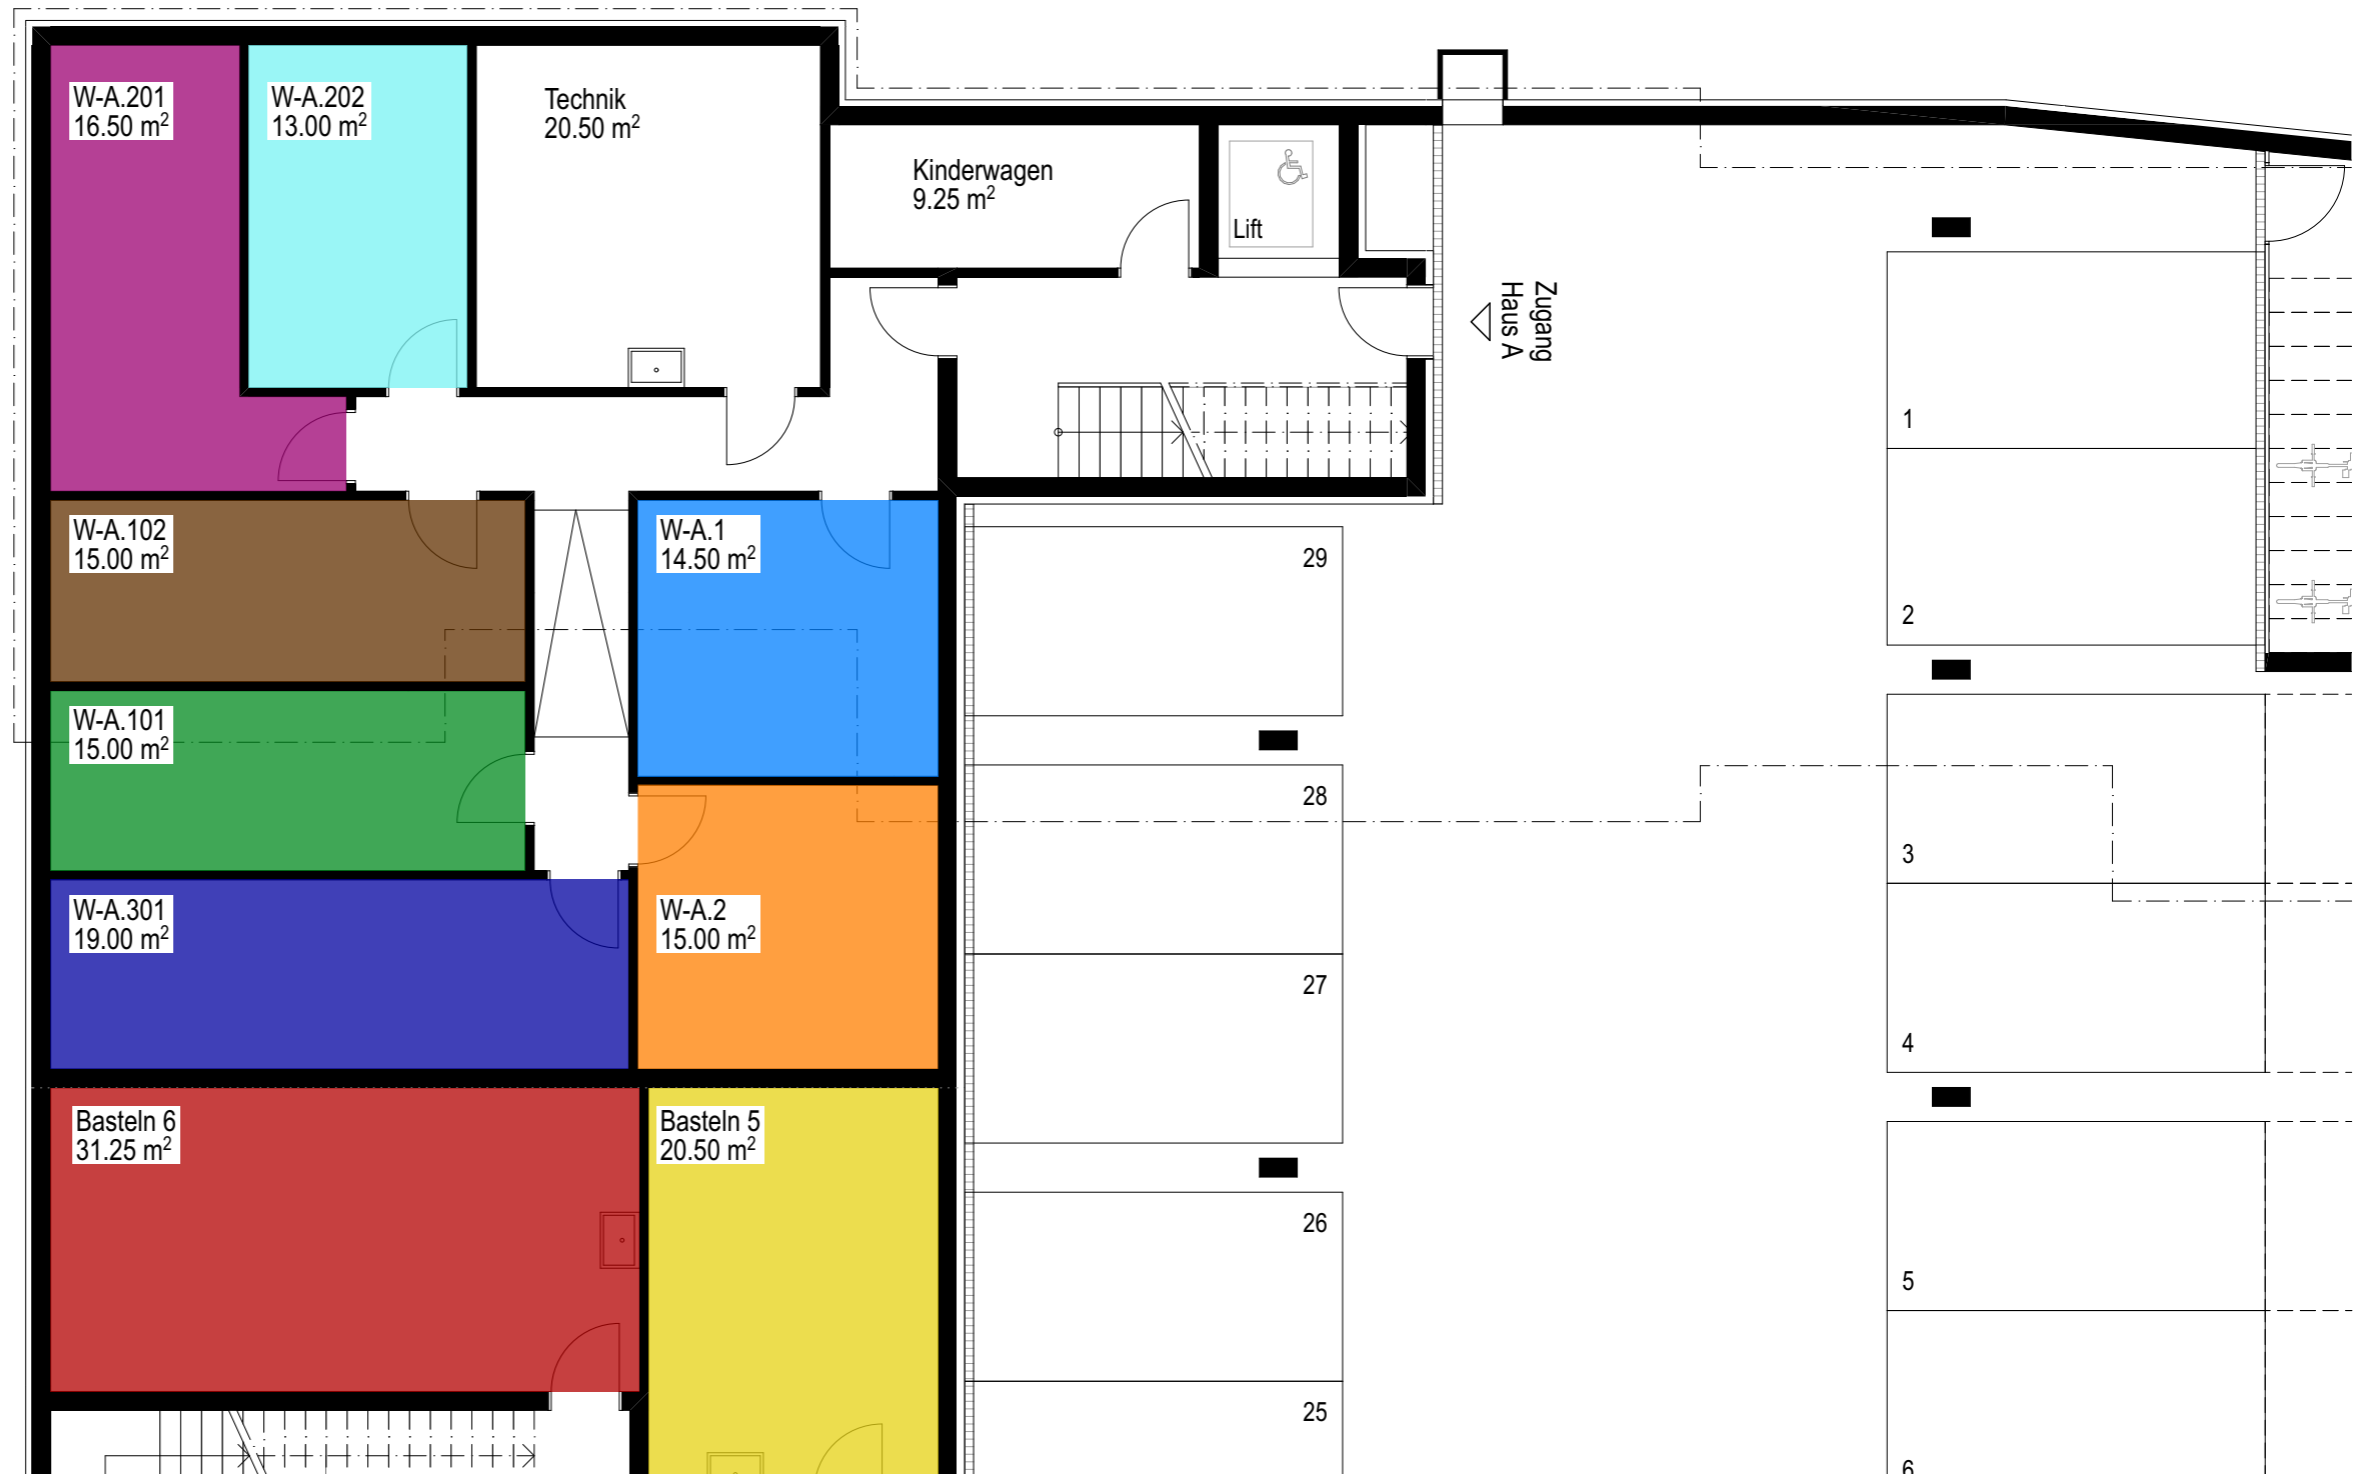 W-A.201
16.50 m²
W-A.202
13.00 m²
Technik
20.50 m²
Kinderwagen
9.25 m²
Lift
Zugang
Haus A
1
2
W-A.102
15.00 m²
W-A.1
14.50 m²
29
W-A.101
15.00 m²
28
3
W-A.301
19.00 m²
W-A.2
15.00 m²
27
4
Basteln 6
31.25 m²
Basteln 5
20.50 m²
26
5
25
6